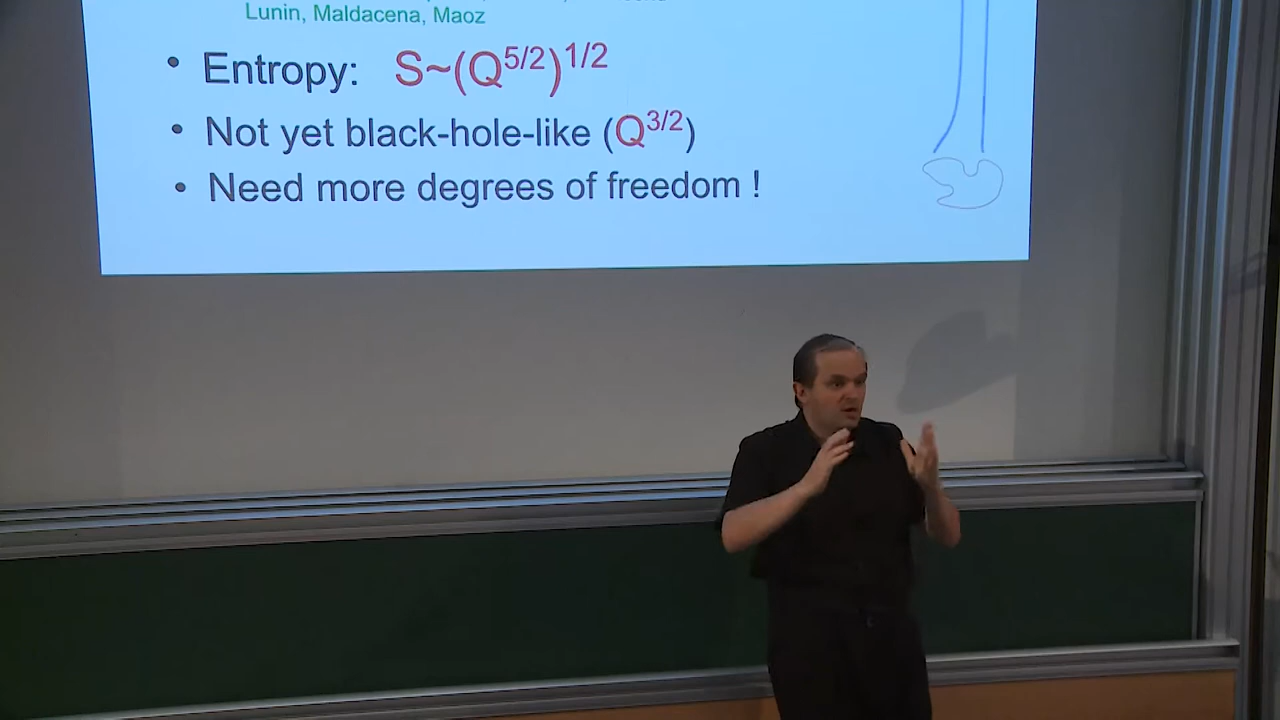 Lunin, Maldacena, Maoz
• Entropy: S~(Q^5/2)^1/2
• Not yet black-hole-like (Q^3/2)
• Need more degrees of freedom !